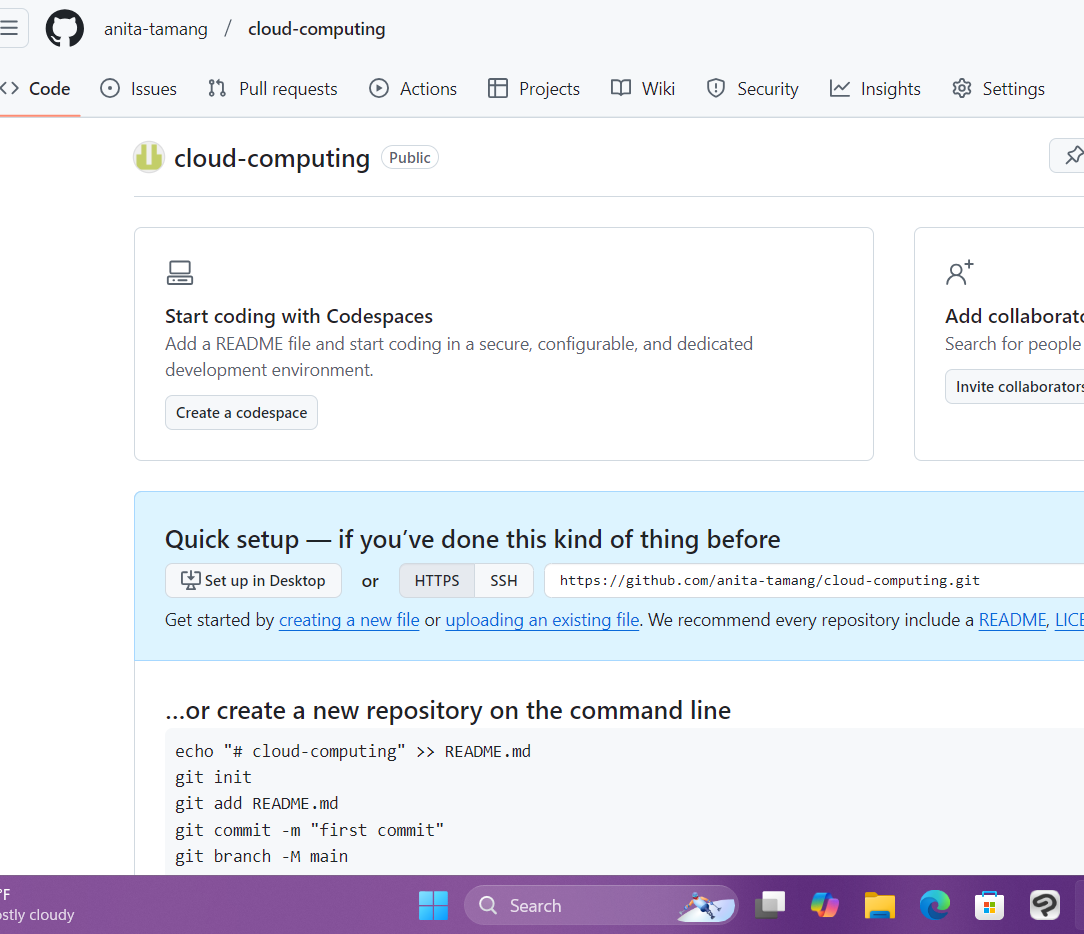 anita-tamang / cloud-computing
<> Code Issues Pull requests Actions Projects Wiki Security Insights Settings
cloud-computing Public
Start coding with Codespaces
Add a README file and start coding in a secure, configurable, and dedicated
development environment.
Create a codespace
Add collaborato
Search for people
Invite collaborators
Quick setup — if you’ve done this kind of thing before
Set up in Desktop or HTTPS SSH https://github.com/anita-tamang/cloud-computing.git
Get started by creating a new file or uploading an existing file. We recommend every repository include a README, LICE
…or create a new repository on the command line
echo "# cloud-computing" >> README.md
git init
git add README.md
git commit -m "first commit"
git branch -M main
°F
ostly cloudy
Search